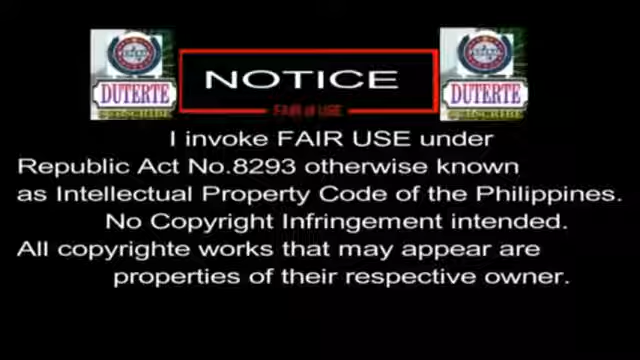 NOTICE
DUTERTE
DUTERTE
SUBSCRIBE
SUBSCRIBE
FAIR USE
I invoke FAIR USE under
Republic Act No.8293 otherwise known
as Intellectual Property Code of the Philippines.
No Copyright Infringement intended.
All copyrighte works that may appear are
properties of their respective owner.